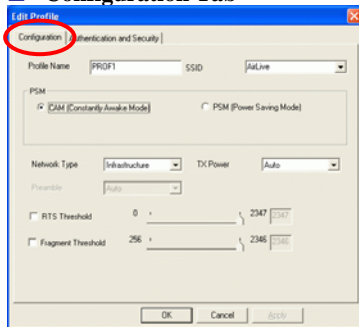 Configuration Tab
Edit Profile
Configuration Authentication and Security
Profile Name PROF1 SSID AirLive
PSM
CAM (Constantly Awake Mode) PSM (Power Saving Mode)
Network Type Infrastructure TX Power Auto
Preamble Auto
RTS Threshold 0 2347 2347
Fragment Threshold 256 2346 2346
OK Cancel Apply